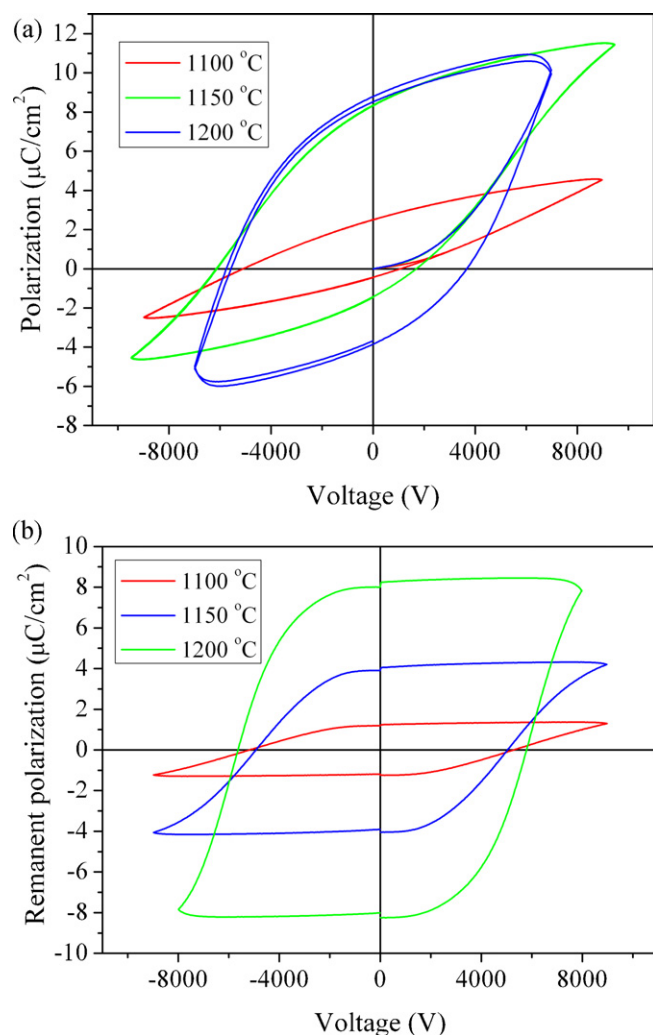 (a)
12
10
8
6
4
2
0
-2
-4
-6
-8
Polarization (μC/cm²)
1100 °C
1150 °C
1200 °C
-8000 -4000 0 4000 8000
Voltage (V)
(b)
10
8
6
4
2
0
-2
-4
-6
-8
-10
Remanent polarization (μC/cm²)
1100 °C
1150 °C
1200 °C
-8000 -4000 0 4000 8000
Voltage (V)